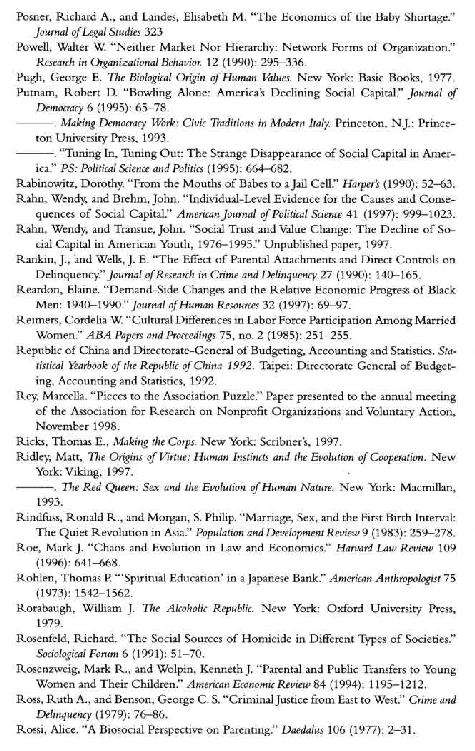 Posner, Richard A., and Landes, Elisabeth M. "The Economics of the Baby Shortage."
Journal of Legal Studies 323
Powell, Walter W. "Neither Market Nor Hierarchy: Network Forms of Organization."
Research in Organizational Behavior. 12 (1990): 295–336.
Pugh, George E. The Biological Origin of Human Values. New York: Basic Books, 1977.
Putnam, Robert D. "Bowling Alone: America's Declining Social Capital." Journal of
Democracy 6 (1995): 65–78.
———. Making Democracy Work: Civic Traditions in Modern Italy. Princeton, N.J.: Prince-
ton University Press, 1993.
———. "Tuning In, Tuning Out: The Strange Disappearance of Social Capital in Amer-
ica." PS: Political Science and Politics (1995): 664–682.
Rabinowitz, Dorothy. "From the Mouths of Babes to a Jail Cell." Harper's (1990): 52–63.
Rahn, Wendy, and Brehm, John. "Individual-Level Evidence for the Causes and Conse-
quences of Social Capital." American Journal of Political Science 41 (1997): 999–1023.
Rahn, Wendy, and Transue, John. "Social Trust and Value Change: The Decline of So-
cial Capital in American Youth, 1976–1995." Unpublished paper, 1997.
Rankin, J., and Wells, J. E. "The Effect of Parental Attachments and Direct Controls on
Delinquency." Journal of Research in Crime and Delinquency 27 (1990): 140–165.
Reardon, Elaine. "Demand-Side Changes and the Relative Economic Progress of Black
Men: 1940–1990." Journal of Human Resources 32 (1997): 69–97.
Reimers, Cordelia W. "Cultural Differences in Labor Force Participation Among Married
Women." ABA Papers and Proceedings 75, no. 2 (1985): 251–255.
Republic of China and Directorate-General of Budgeting, Accounting and Statistics. Sta-
tistical Yearbook of the Republic of China 1992. Taipei: Directorate General of Budget-
ing, Accounting and Statistics, 1992.
Rey, Marcella. "Pieces to the Association Puzzle." Paper presented to the annual meeting
of the Association for Research on Nonprofit Organizations and Voluntary Action,
November 1998.
Ricks, Thomas E., Making the Corps. New York: Scribner's, 1997.
Ridley, Matt, The Origins of Virtue: Human Instincts and the Evolution of Cooperation. New
York: Viking, 1997.
———. The Red Queen: Sex and the Evolution of Human Nature. New York: Macmillan,
1993.
Rindfuss, Ronald R., and Morgan, S. Philip. "Marriage, Sex, and the First Birth Interval:
The Quiet Revolution in Asia." Population and Development Review 9 (1983): 259–278.
Roe, Mark J. "Chaos and Evolution in Law and Economics." Harvard Law Review 109
(1996): 641–668.
Rohlen, Thomas P. "'Spiritual Education' in a Japanese Bank." American Anthropologist 75
(1973): 1542–1562.
Rorabaugh, William J. The Alcoholic Republic. New York: Oxford University Press,
1979.
Rosenfeld, Richard. "The Social Sources of Homicide in Different Types of Societies."
Sociological Forum 6 (1991): 51–70.
Rosenzweig, Mark R., and Wolpin, Kenneth J. "Parental and Public Transfers to Young
Women and Their Children." American Economic Review 84 (1994): 1195–1212.
Ross, Ruth A., and Benson, George C. S. "Criminal Justice from East to West." Crime and
Delinquency (1979): 76–86.
Rossi, Alice. "A Biosocial Perspective on Parenting." Daedalus 106 (1977): 2–31.